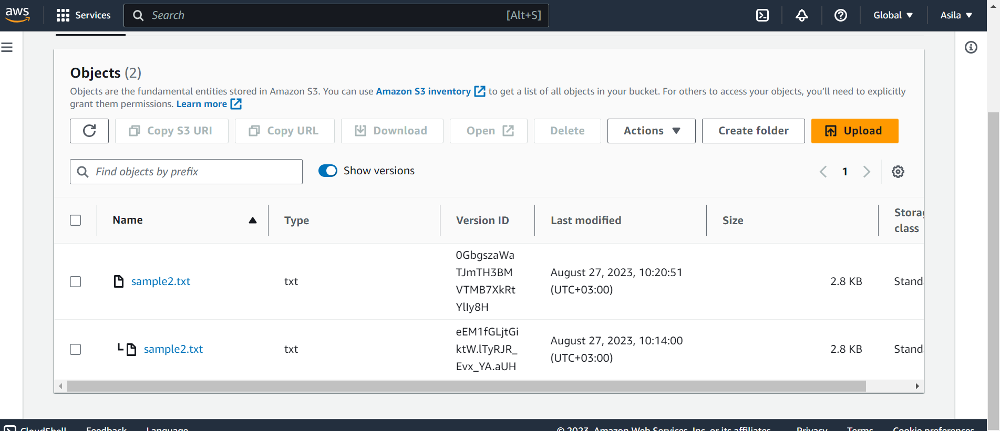 aws Services Search [Alt+S] Global Asila
Objects (2)
Objects are the fundamental entities stored in Amazon S3. You can use Amazon S3 inventory to get a list of all objects in your bucket. For others to access your objects, you'll need to explicitly
grant them permissions. Learn more
Copy S3 URI Copy URL Download Open Delete Actions Create folder Upload
Find objects by prefix Show versions 1
Name Type Version ID Last modified Size Storag
class
0GbgszaWa
TJmTH3BM
VTMB7XkRt
YlIy8H
sample2.txt txt August 27, 2023, 10:20:51
(UTC+03:00) 2.8 KB Stand
eEM1fGLjtGi
ktW.lTyRJR_
Evx_YA.aUH
sample2.txt txt August 27, 2023, 10:14:00
(UTC+03:00) 2.8 KB Stand
CloudShell Feedback Language © 2023, Amazon Web Services, Inc. or its affiliates. Privacy Terms Cookie preferences